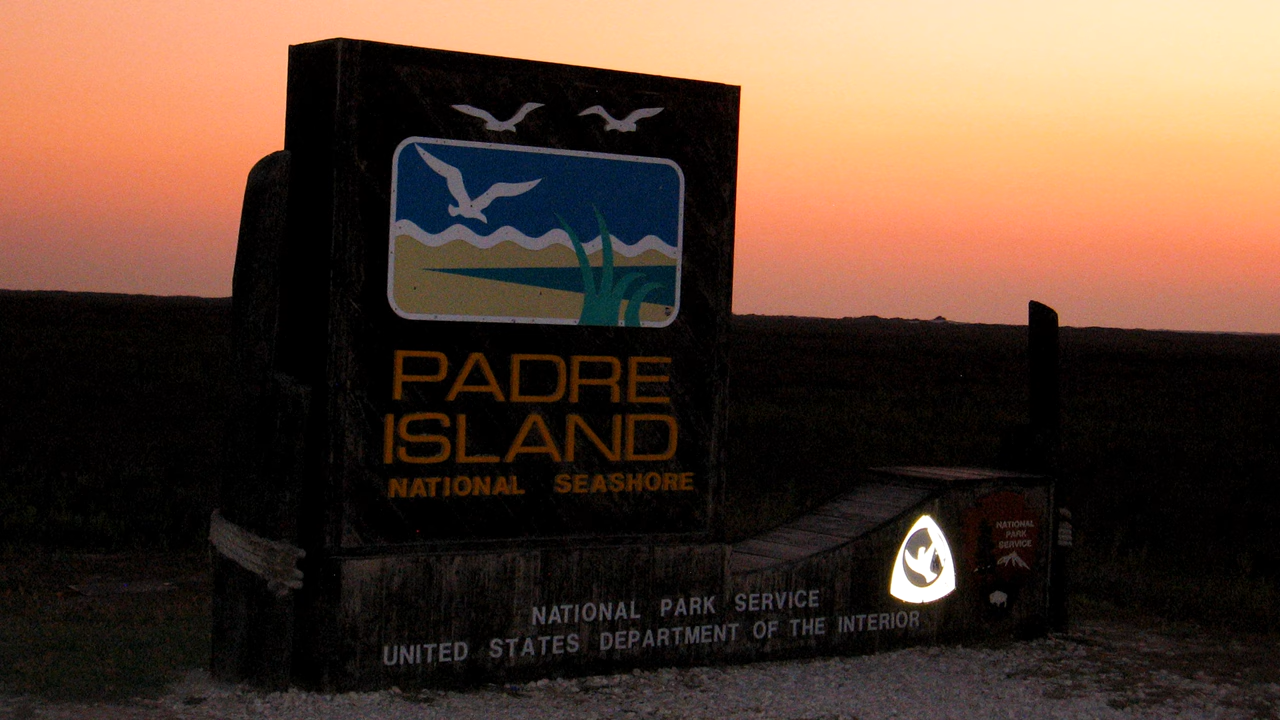 PADRE
ISLAND
NATIONAL SEASHORE
NATIONAL PARK SERVICE
UNITED STATES DEPARTMENT OF THE INTERIOR
NATIONAL
PARK
SERVICE